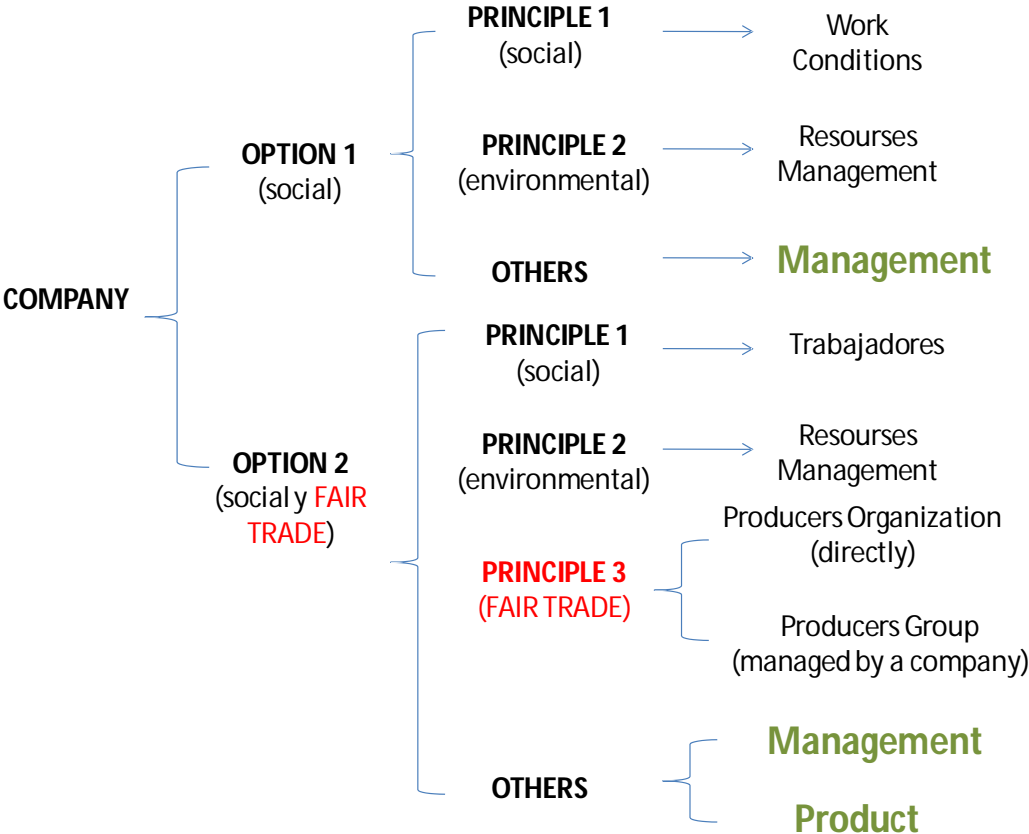 PRINCIPLE 1
(social)
Work
Conditions
OPTION 1
(social)
PRINCIPLE 2
(environmental)
Resourses
Management
OTHERS
Management
COMPANY
PRINCIPLE 1
(social)
Trabajadores
OPTION 2
(social y FAIR
TRADE)
PRINCIPLE 2
(environmental)
Resourses
Management
PRINCIPLE 3
(FAIR TRADE)
Producers Organization
(directly)
Producers Group
(managed by a company)
OTHERS
Management
Product